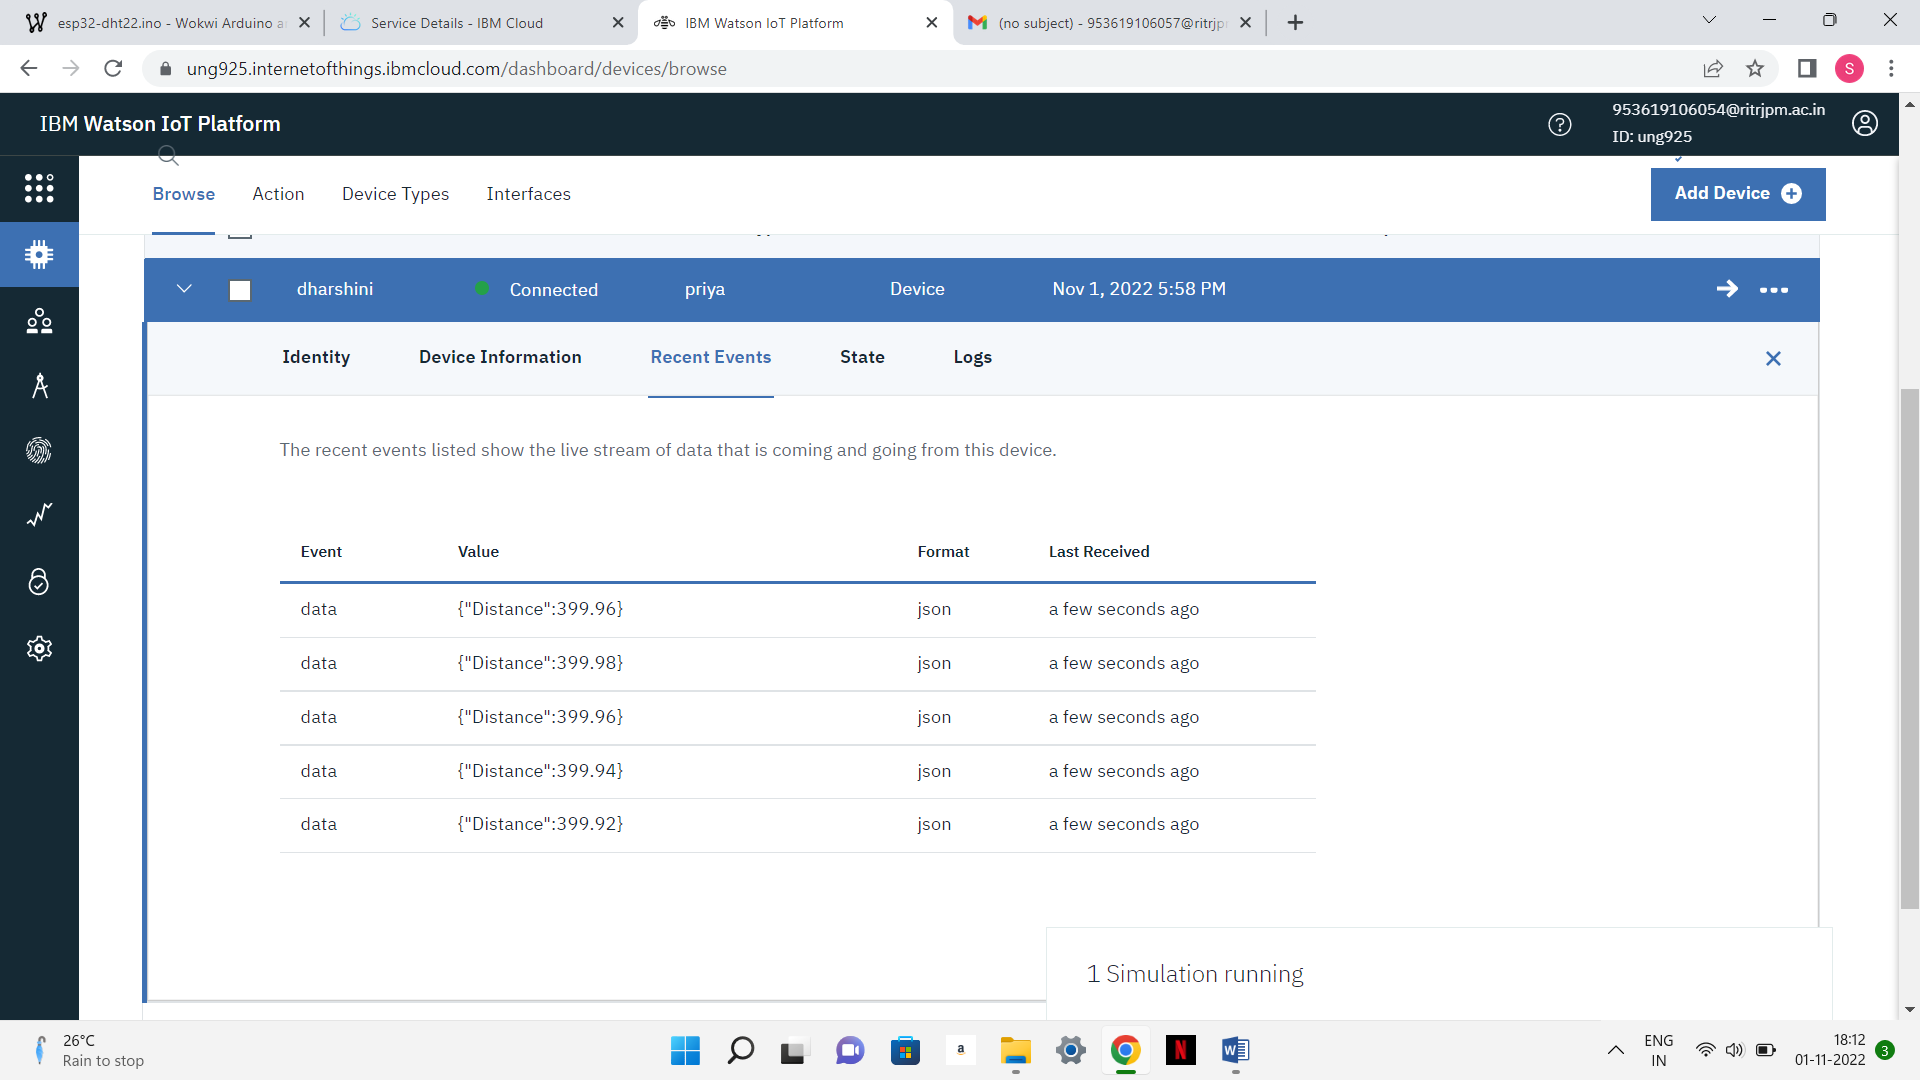 esp32-dht22.ino - Wokwi Arduino a
Service Details - IBM Cloud
IBM Watson IoT Platform
(no subject) - 953619106057@ritrjp
ung925.internetofthings.ibmcloud.com/dashboard/devices/browse
S
IBM Watson IoT Platform
953619106054@ritrjpm.ac.in
ID: ung925
Browse
Action
Device Types
Interfaces
Add Device
dharshini
Connected
priya
Device
Nov 1, 2022 5:58 PM
Identity
Device Information
Recent Events
State
Logs
The recent events listed show the live stream of data that is coming and going from this device.
Event Value Format Last Received
data {"Distance":399.96} json a few seconds ago
data {"Distance":399.98} json a few seconds ago
data {"Distance":399.96} json a few seconds ago
data {"Distance":399.94} json a few seconds ago
data {"Distance":399.92} json a few seconds ago
1 Simulation running
26°C
Rain to stop
a
N
W
ENG
IN
18:12
01-11-2022
3